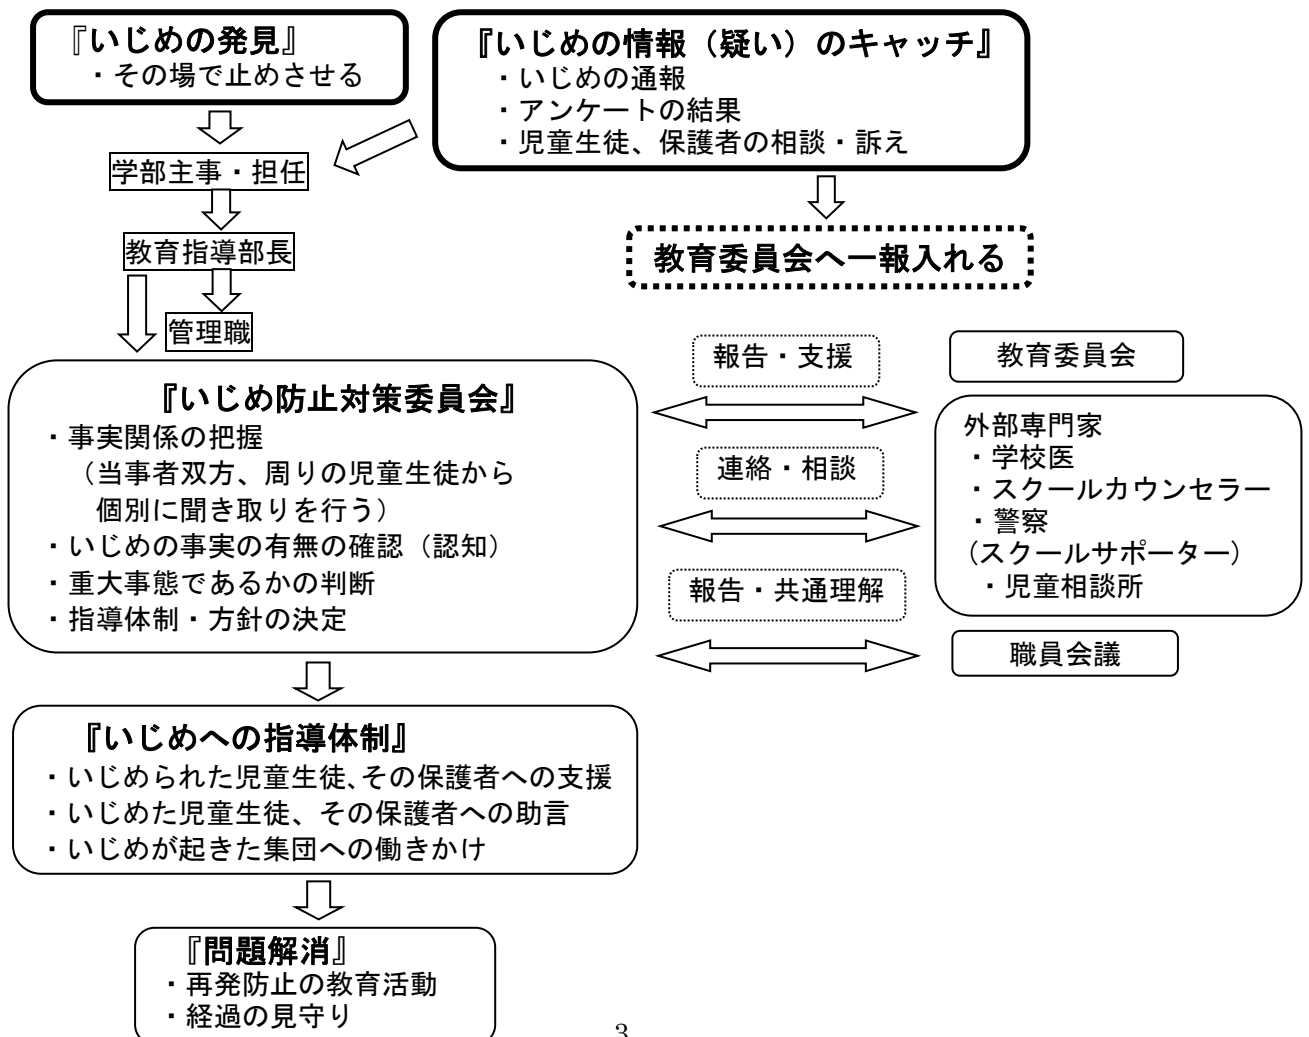 『いじめの発見』
・その場で止めさせる
『いじめの情報（疑い）のキャッチ』
・いじめの通報
・アンケートの結果
・児童生徒、保護者の相談・訴え
学部主事・担任
教育指導部長
管理職
教育委員会へ一報入れる
『いじめ防止対策委員会』
・事実関係の把握
（当事者双方、周りの児童生徒から
個別に聞き取りを行う）
・いじめの事実の有無の確認（認知）
・重大事態であるかの判断
・指導体制・方針の決定
報告・支援
連絡・相談
報告・共通理解
教育委員会
外部専門家
・学校医
・スクールカウンセラー
・警察
（スクールサポーター）
・児童相談所
職員会議
『いじめへの指導体制』
・いじめられた児童生徒、その保護者への支援
・いじめた児童生徒、その保護者への助言
・いじめが起きた集団への働きかけ
『問題解消』
・再発防止の教育活動
・経過の見守り
3